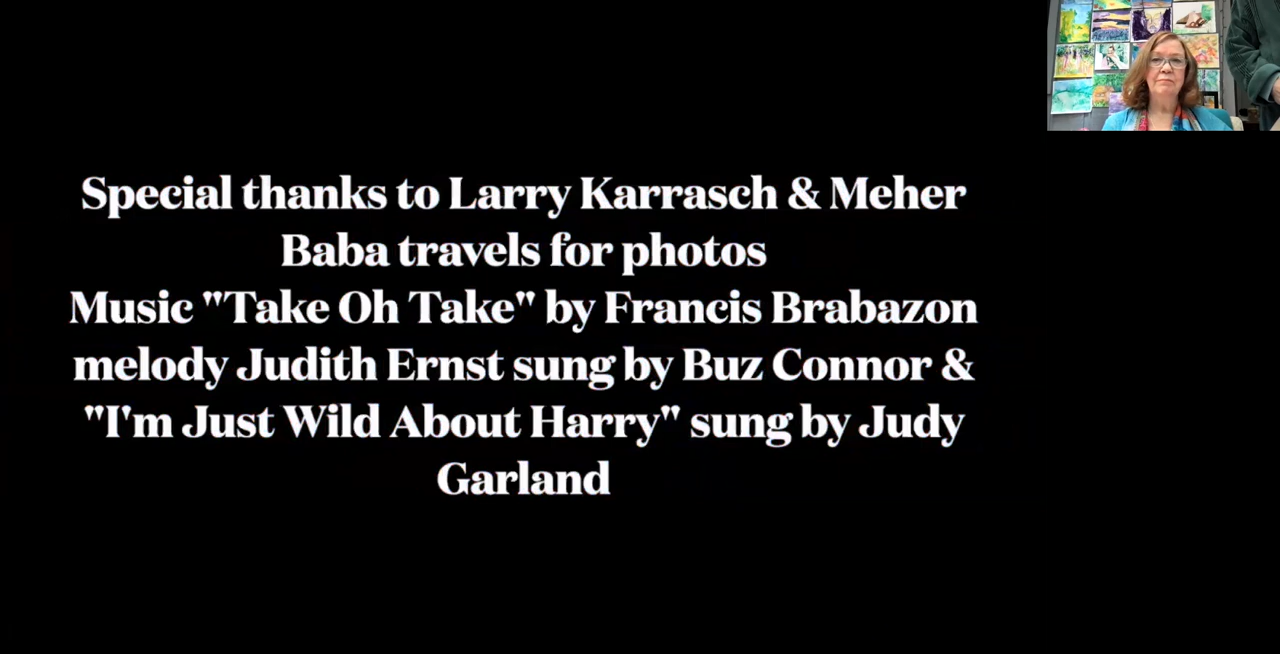 Special thanks to Larry Karrasch & Meher
Baba travels for photos
Music "Take Oh Take" by Francis Brabazon
melody Judith Ernst sung by Buz Connor &
"I'm Just Wild About Harry" sung by Judy
Garland